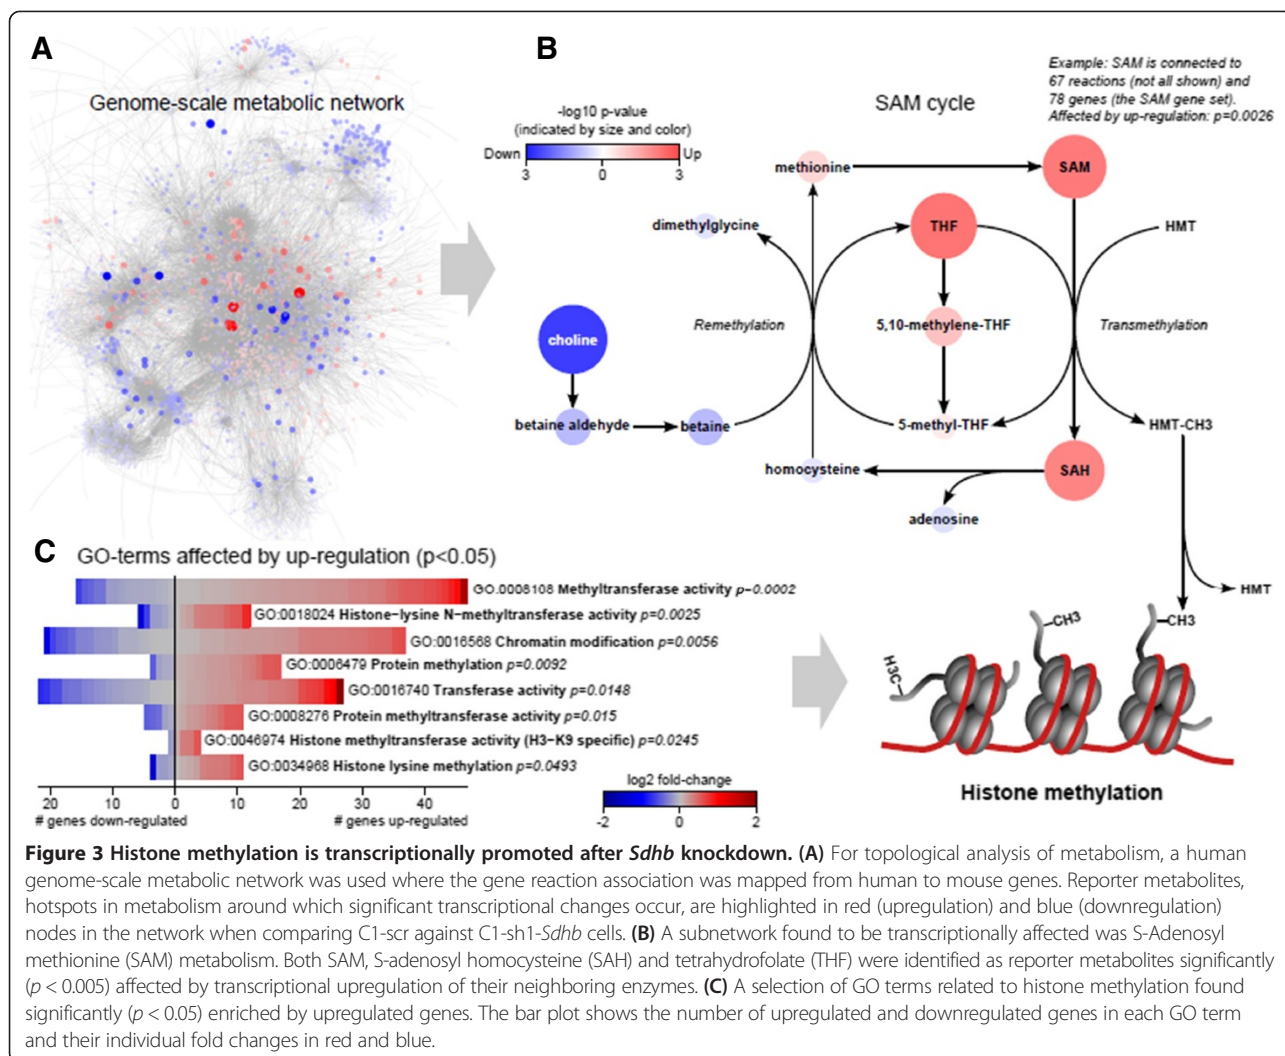 A
Genome-scale metabolic network
B
-log10 p-value
(indicated by size and color)
Down
Up
3
0
3
SAM cycle
Example: SAM is connected to
67 reactions (not all shown) and
78 genes (the SAM gene set).
Affected by up-regulation: p=0.0026
methionine
SAM
dimethylglycine
THF
HMT
choline
Remethylation
5,10-methylene-THF
Transmethylation
betaine aldehyde
betaine
5-methyl-THF
HMT-CH3
homocysteine
SAH
adenosine
HMT
C
GO-terms affected by up-regulation (p<0.05)
GO:0008168 Methyltransferase activity p=0.0002
GO:0018024 Histone-lysine N-methyltransferase activity p=0.0025
GO:0016568 Chromatin modification p=0.0056
GO:0006479 Protein methylation p=0.0092
GO:0016740 Transferase activity p=0.0148
GO:0008276 Protein methyltransferase activity p=0.015
GO:0046974 Histone methyltransferase activity (H3-K9 specific) p=0.0245
GO:0034968 Histone lysine methylation p=0.0493
20
10
0
10
20
30
40
# genes down-regulated
# genes up-regulated
log2 fold-change
-2
0
2
H3C-
-CH3
-CH3
Histone methylation
Figure 3 Histone methylation is transcriptionally promoted after Sdhb knockdown. (A) For topological analysis of metabolism, a human
genome-scale metabolic network was used where the gene reaction association was mapped from human to mouse genes. Reporter metabolites,
hotspots in metabolism around which significant transcriptional changes occur, are highlighted in red (upregulation) and blue (downregulation)
nodes in the network when comparing C1-scr against C1-sh1-Sdhb cells. (B) A subnetwork found to be transcriptionally affected was S-Adenosyl
methionine (SAM) metabolism. Both SAM, S-adenosyl homocysteine (SAH) and tetrahydrofolate (THF) were identified as reporter metabolites significantly
(p < 0.005) affected by transcriptional upregulation of their neighboring enzymes. (C) A selection of GO terms related to histone methylation found
significantly (p < 0.05) enriched by upregulated genes. The bar plot shows the number of upregulated and downregulated genes in each GO term
and their individual fold changes in red and blue.